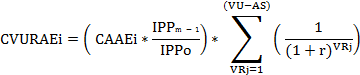 CVURAEi = ( CAAEi * IPPₘ₋₁ / IPPo ) * ∑_{VRj=1}^{(VU−AS)} ( 1 / (1 + r)^{VRj} )